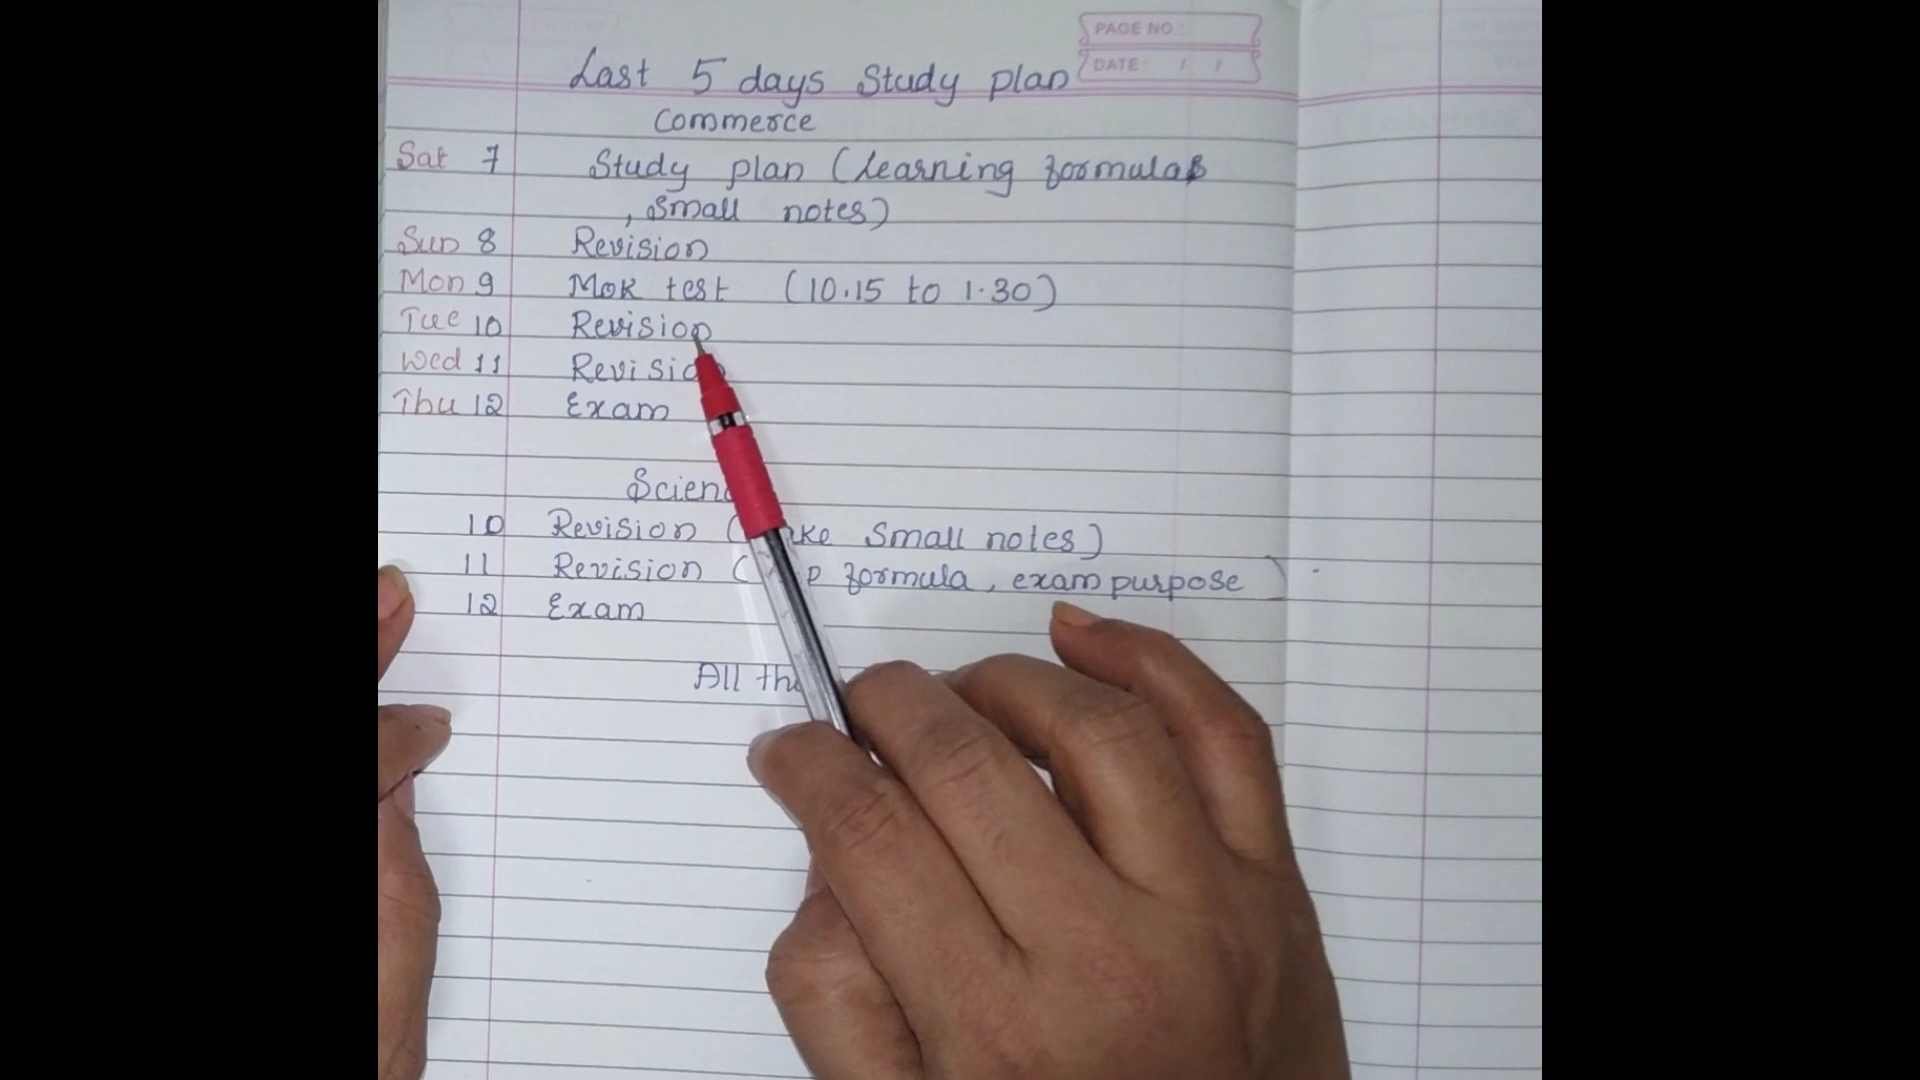 PAGE NO.:
DATE: / /
Last 5 days Study plan
Commerce
Sat 7 Study plan (Learning formulas
, Small notes)
Sun 8 Revision
Mon 9 Mok test (10.15 to 1.30)
Tue 10 Revision
Wed 11 Revision
Thu 12 Exam
10 Revision ( Small notes)
11 Revision ( formula, exam purpose )
12 Exam
All